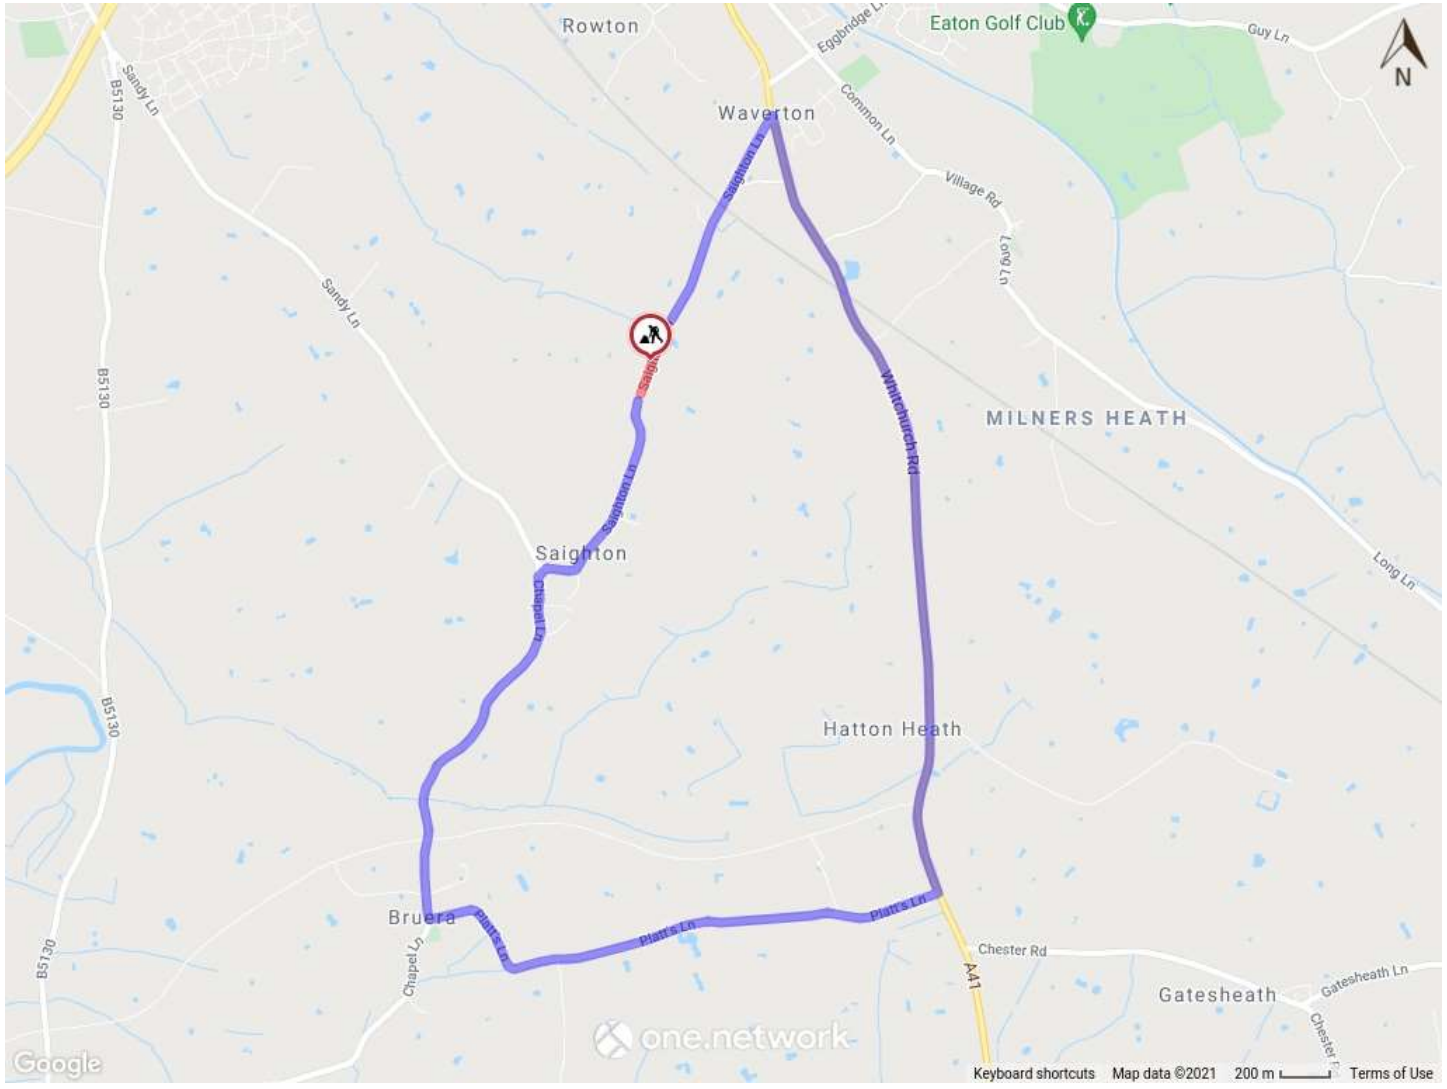 Rowton
Eaton Golf Club
Guy Ln
Eggbridge Ln
N
Sandy Ln
B5130
Waverton
Common Ln
Saighton Ln
Village Rd
Long Ln
Sandy Ln
B5130
Whitchurch Rd
MILNERS HEATH
Saighton Ln
Saighton
Long Ln
Chapel Ln
B5130
Hatton Heath
Bruera
Platt's Ln
Platt's Ln
Platt's Ln
Chapel Ln
B5130
Chester Rd
A41
Gatesheath
Gatesheath Ln
Chester R
one.network
Google
Keyboard shortcuts Map data ©2021 200 m Terms of Use